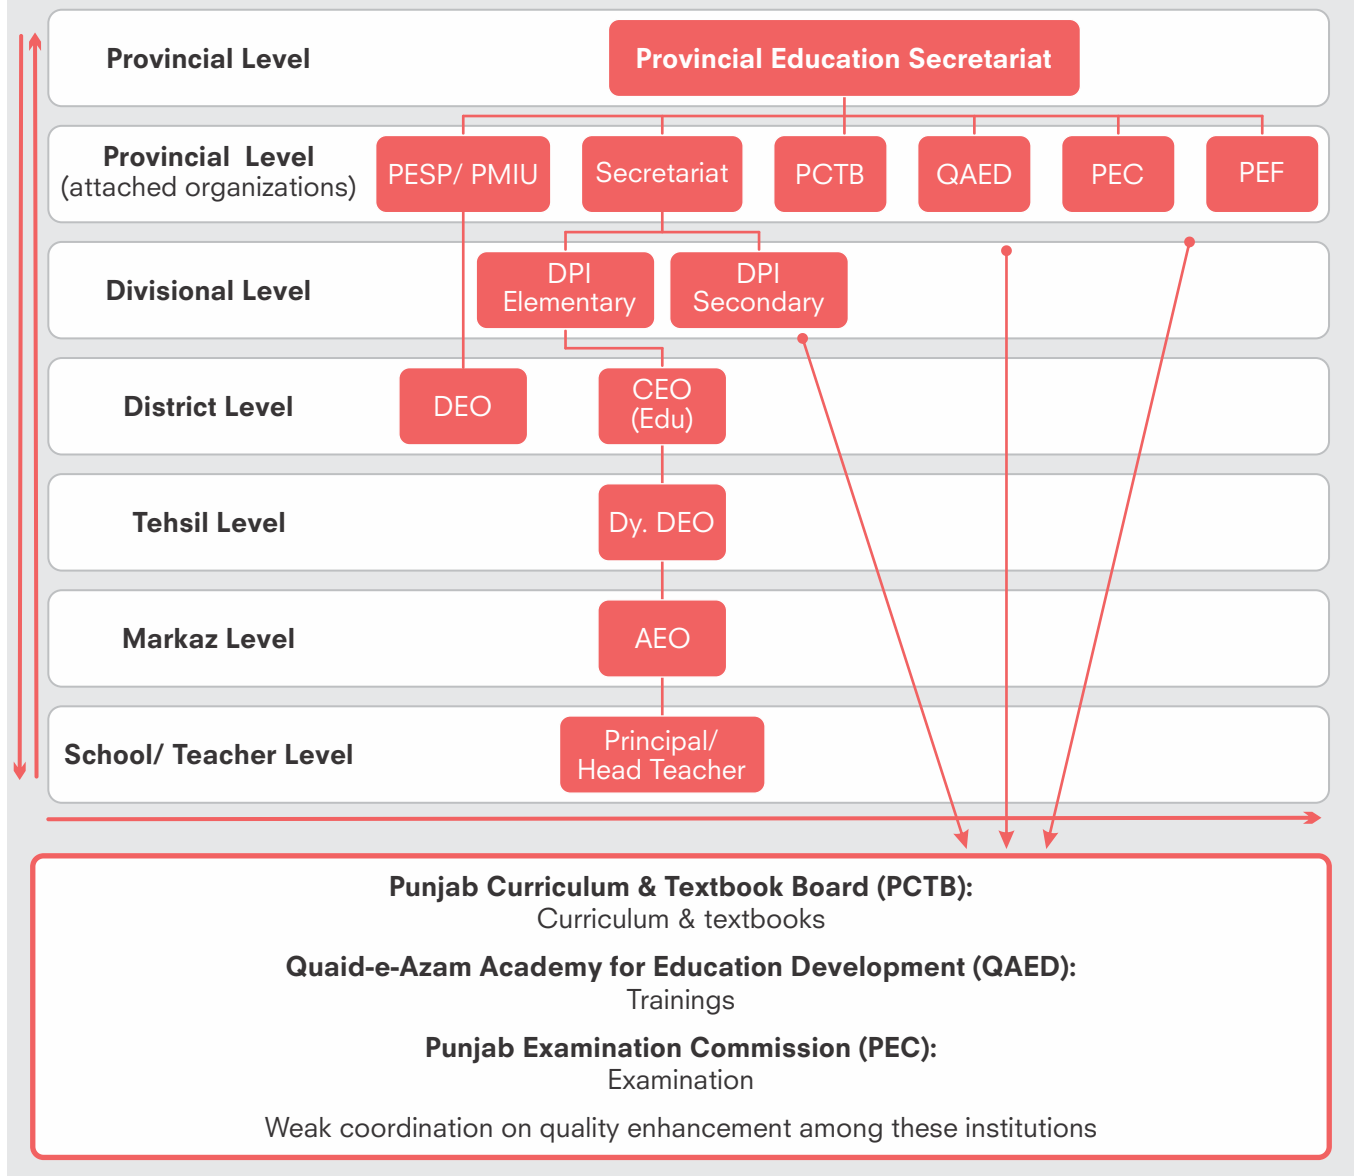 Provincial Level
Provincial Education Secretariat
Provincial Level
(attached organizations)
PESP/ PMIU
Secretariat
PCTB
QAED
PEC
PEF
Divisional Level
DPI
Elementary
DPI
Secondary
District Level
DEO
CEO
(Edu)
Tehsil Level
Dy. DEO
Markaz Level
AEO
School/ Teacher Level
Principal/
Head Teacher
Punjab Curriculum & Textbook Board (PCTB):
Curriculum & textbooks
Quaid-e-Azam Academy for Education Development (QAED):
Trainings
Punjab Examination Commission (PEC):
Examination
Weak coordination on quality enhancement among these institutions